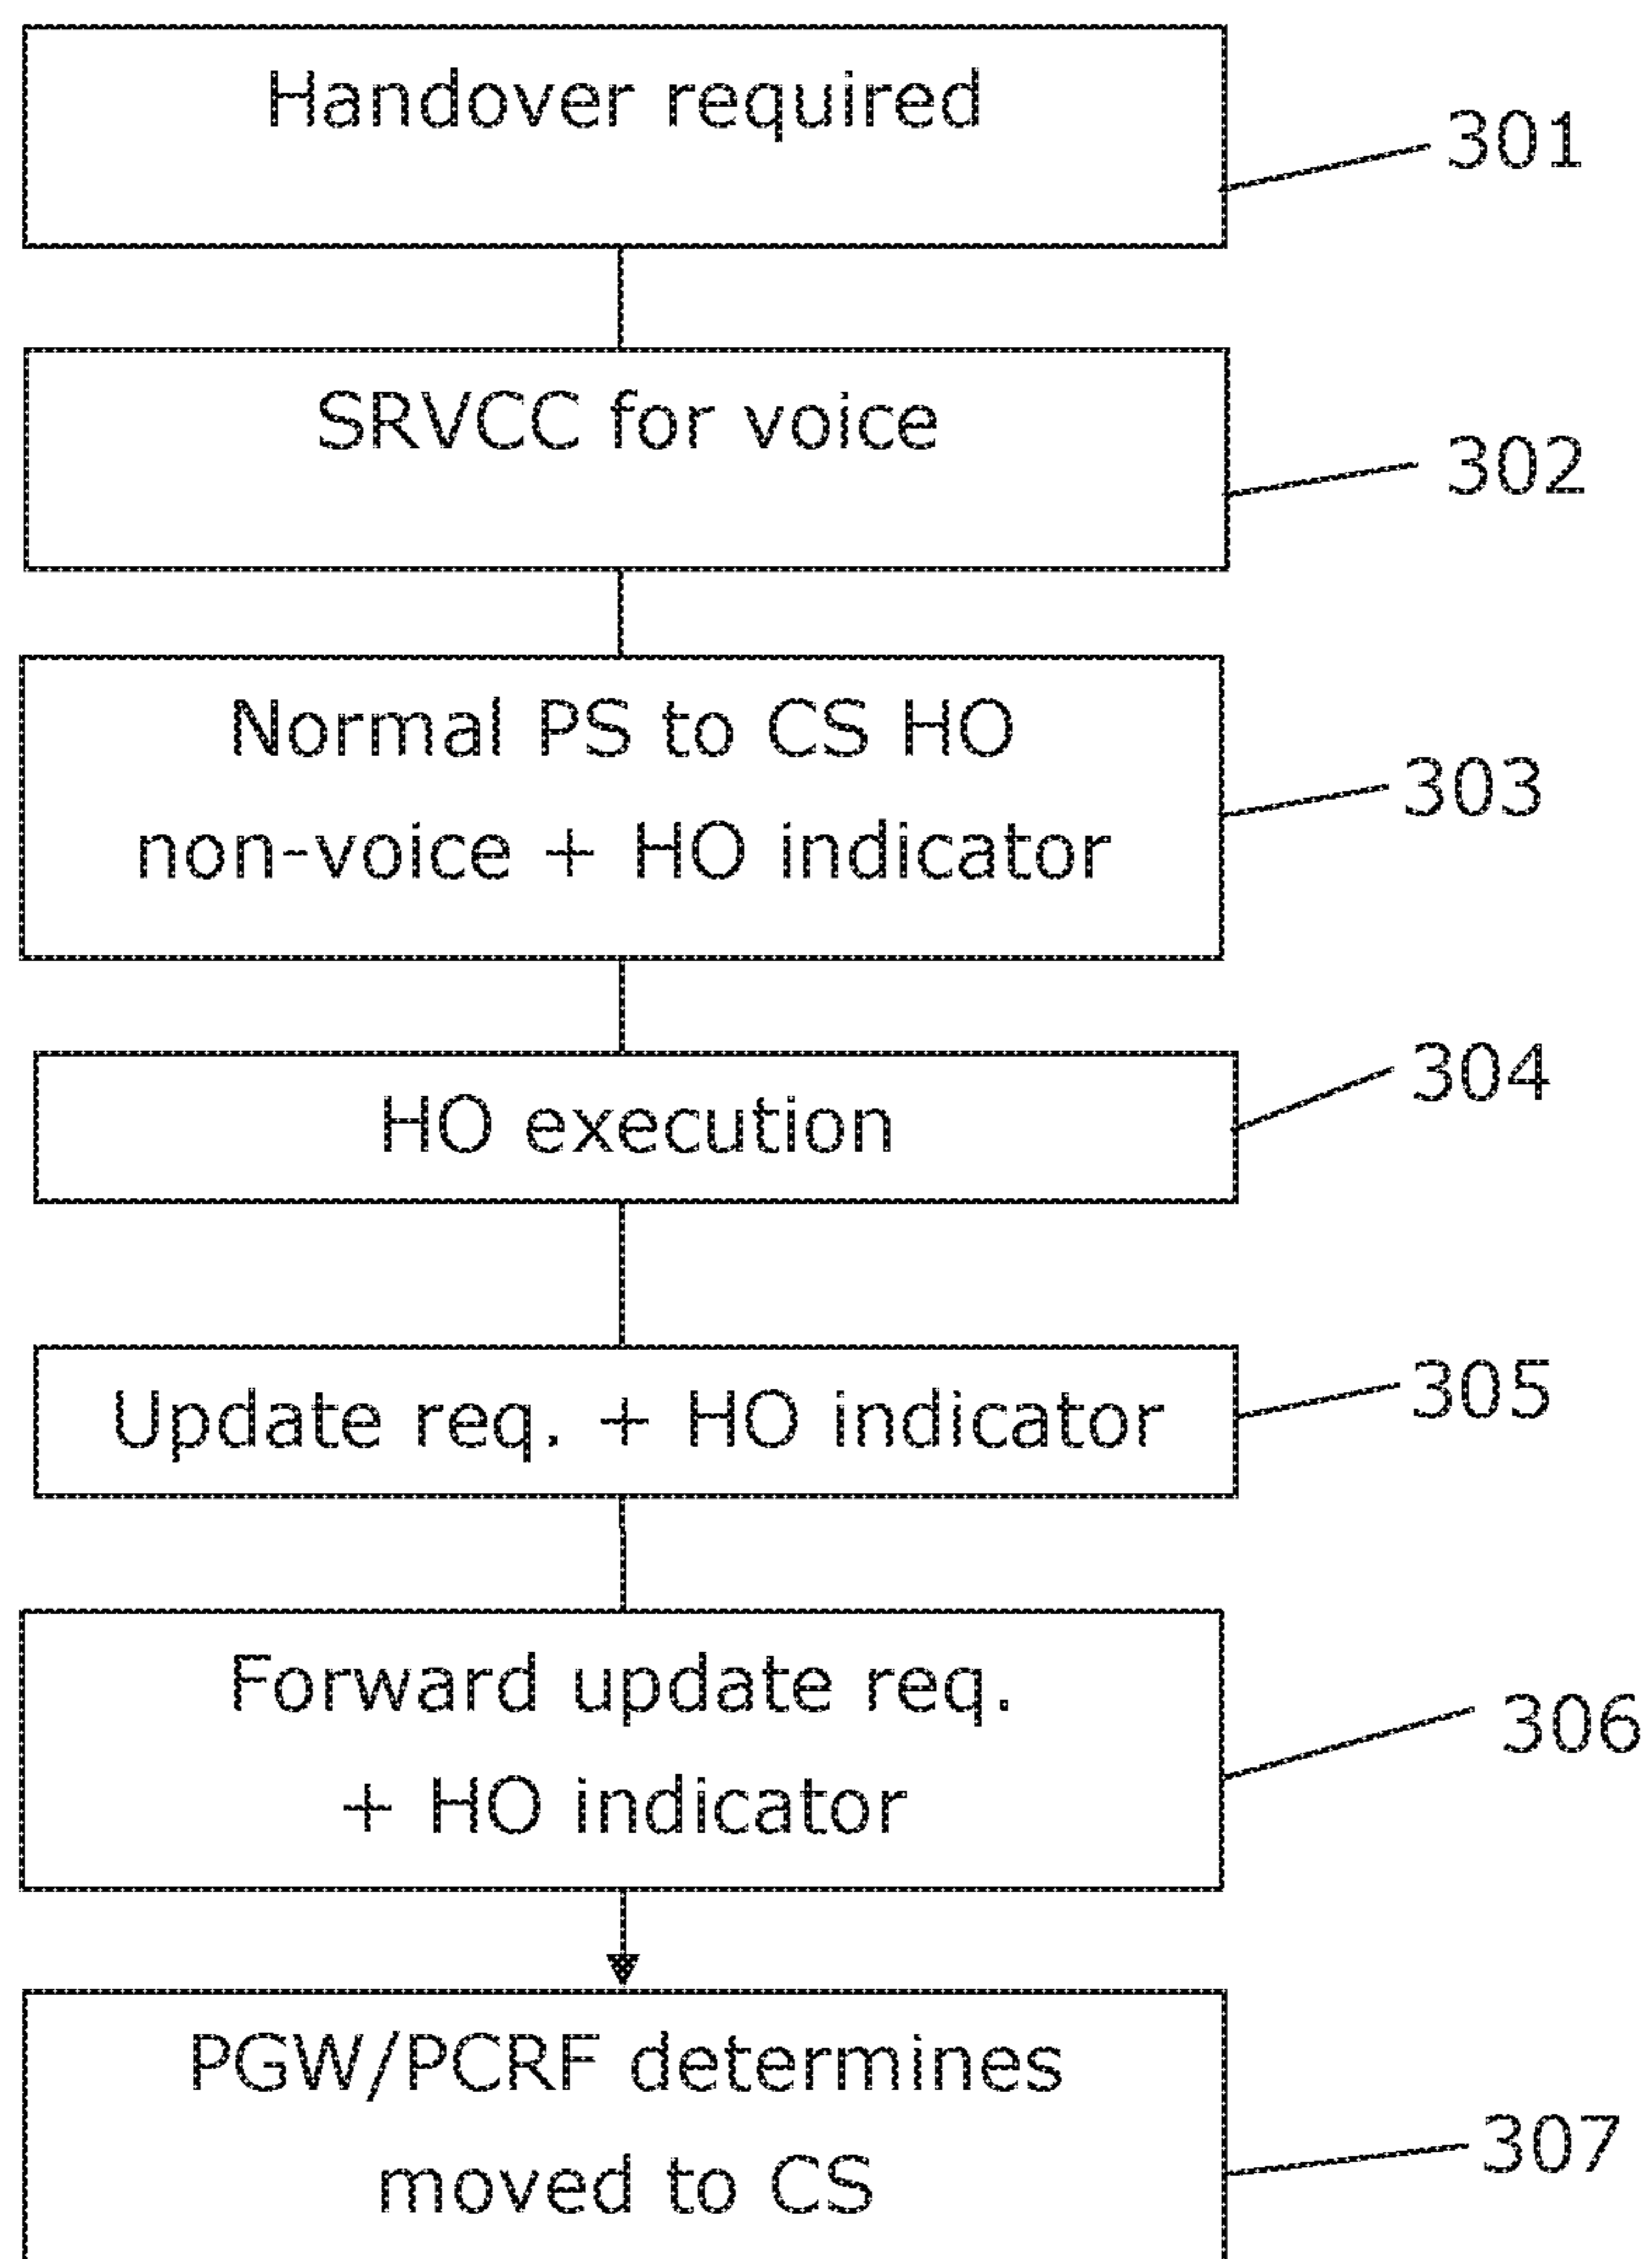 Handover required
301
SRVCC for voice
302
Normal PS to CS HO
non-voice + HO indicator
303
HO execution
304
Update req. + HO indicator
305
Forward update req.
+ HO indicator
306
PGW/PCRF determines
moved to CS
307